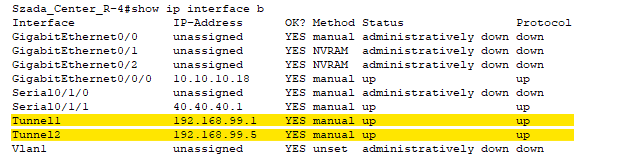 Szada_Center_R-4#show ip interface b
Interface IP-Address OK? Method Status Protocol
GigabitEthernet0/0 unassigned YES manual administratively down down
GigabitEthernet0/1 unassigned YES NVRAM administratively down down
GigabitEthernet0/2 unassigned YES NVRAM administratively down down
GigabitEthernet0/0/0 10.10.10.18 YES manual up up
Serial0/1/0 unassigned YES manual administratively down down
Serial0/1/1 40.40.40.1 YES manual up up
Tunnel1 192.168.99.1 YES manual up up
Tunnel2 192.168.99.5 YES manual up up
Vlan1 unassigned YES unset administratively down down